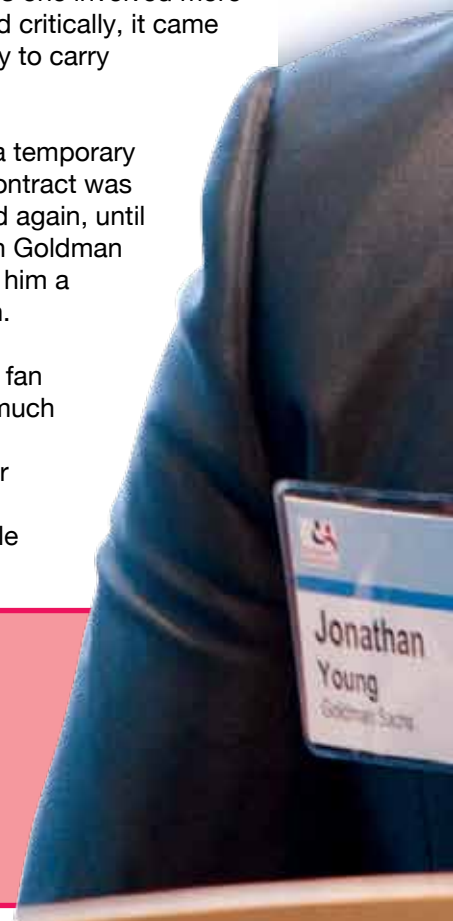 d critically, it came
y to carry
a temporary
ontract was
d again, until
n Goldman
him a
.
fan
much
r
le
Jonathan
Young
Goldman Sachs